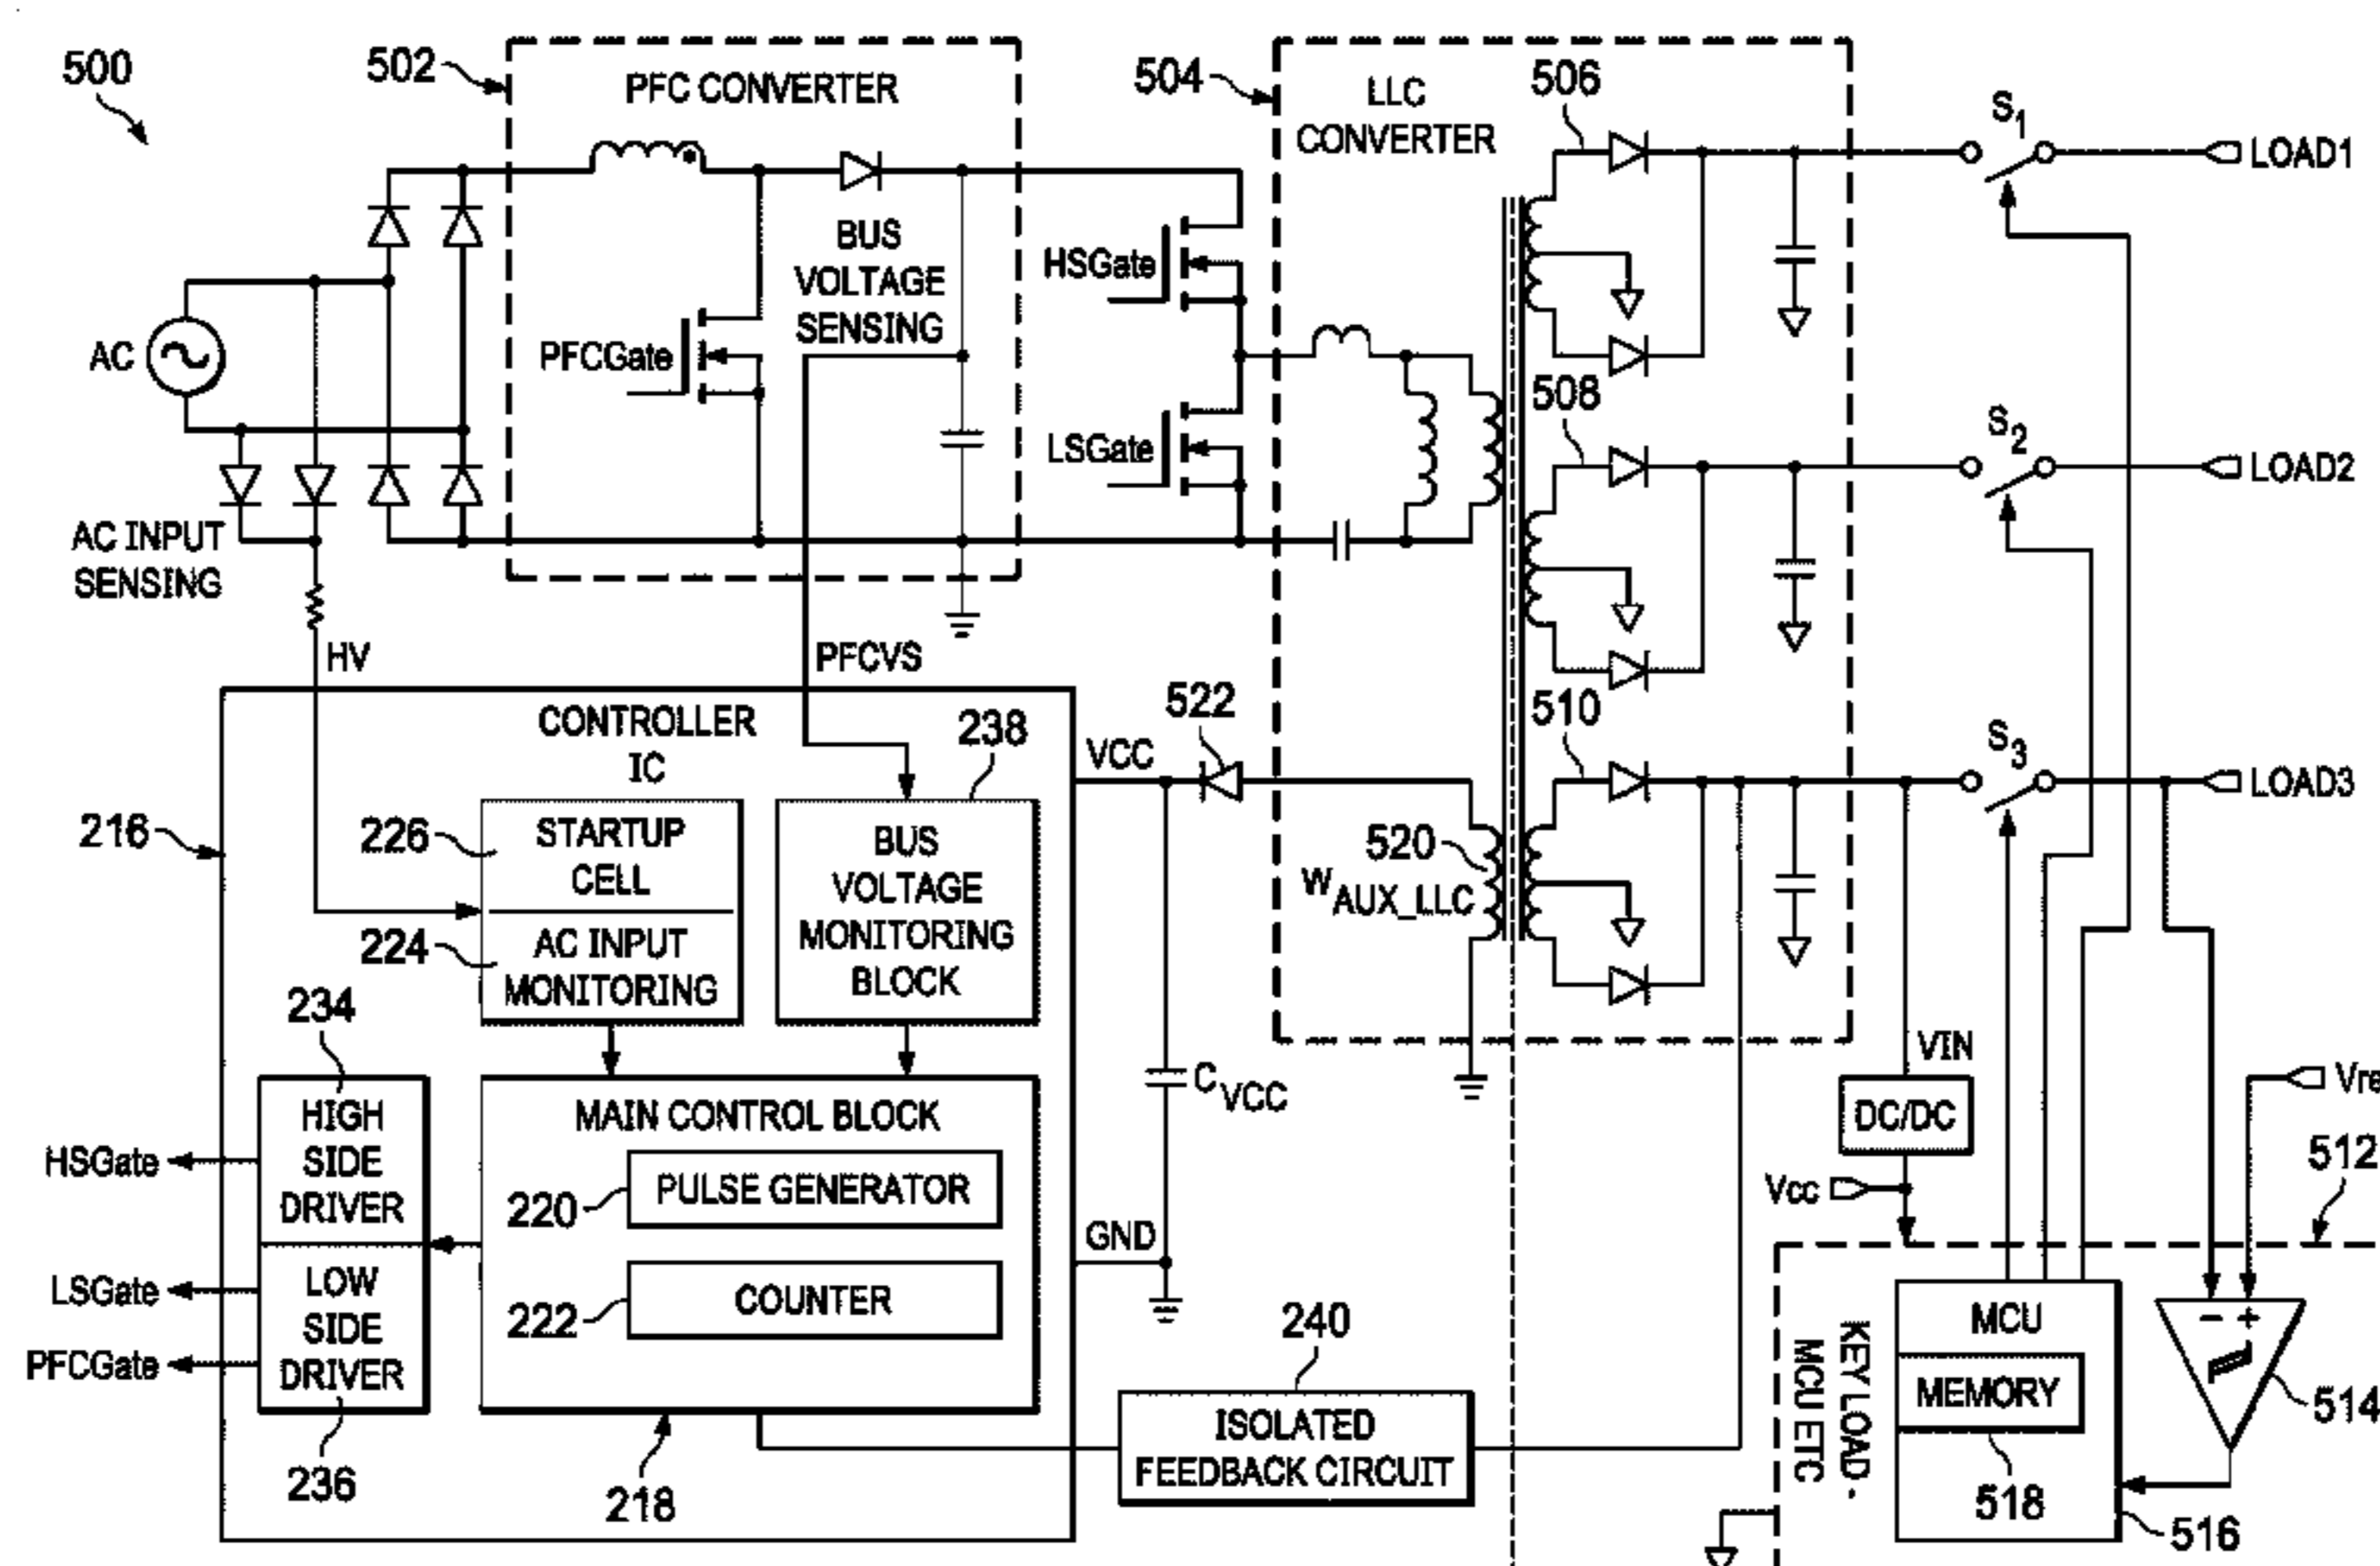 500
502
PFC CONVERTER
504
LLC
CONVERTER
506
S1
LOAD1
BUS
VOLTAGE
SENSING
HSGate
AC
PFCGate
508
S2
LOAD2
LSGate
AC INPUT
SENSING
HV
PFCVS
CONTROLLER
IC
238
VCC
522
510
S3
LOAD3
216
226
STARTUP
CELL
BUS
VOLTAGE
MONITORING
BLOCK
520
WAUX_LLC
224
AC INPUT
MONITORING
234
HIGH
SIDE
DRIVER
MAIN CONTROL BLOCK
CVCC
VIN
DC/DC
512
HSGate
220
PULSE GENERATOR
Vcc
GND
LSGate
LOW
SIDE
DRIVER
222
COUNTER
PFCGate
236
218
240
ISOLATED
FEEDBACK CIRCUIT
KEY LOAD -
MCU ETC
MCU
MEMORY
- +
514
518
516